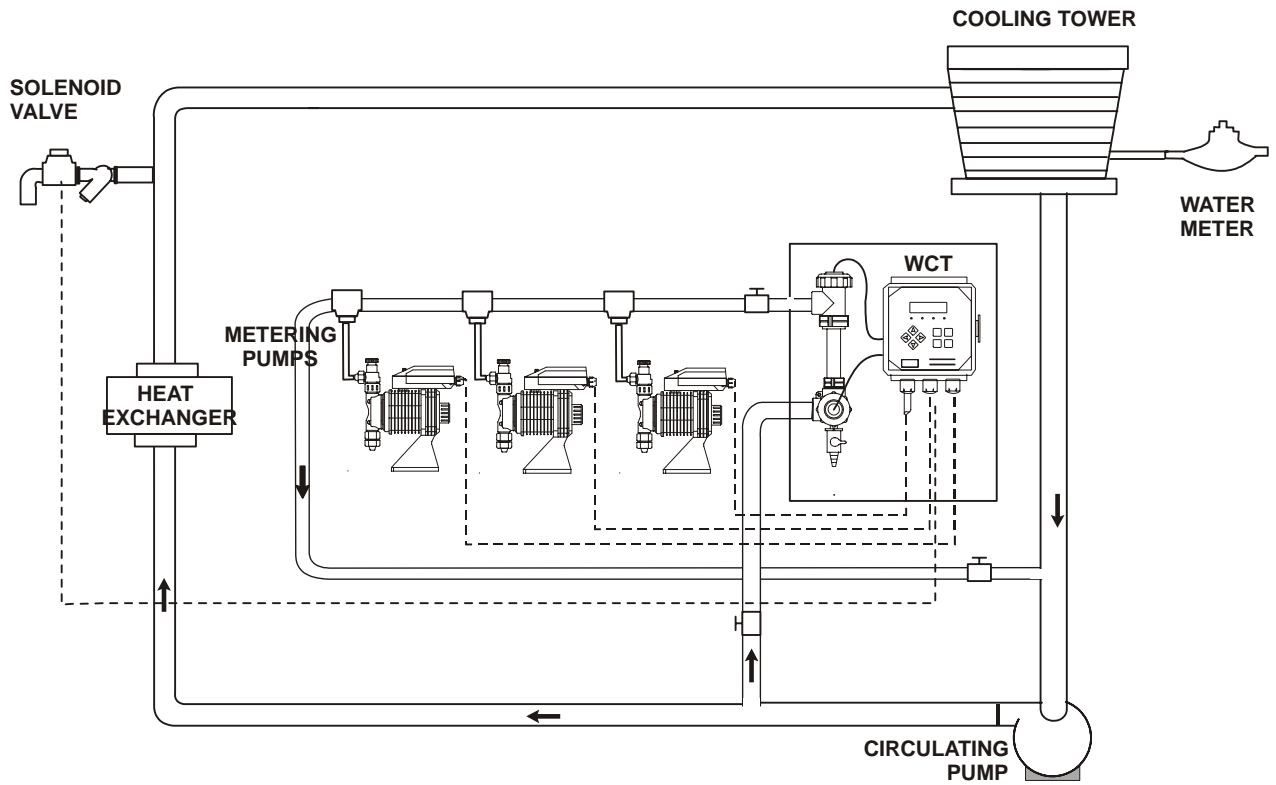 COOLING TOWER
SOLENOID
VALVE
WATER
METER
WCT
METERING
PUMPS
HEAT
EXCHANGER
CIRCULATING
PUMP